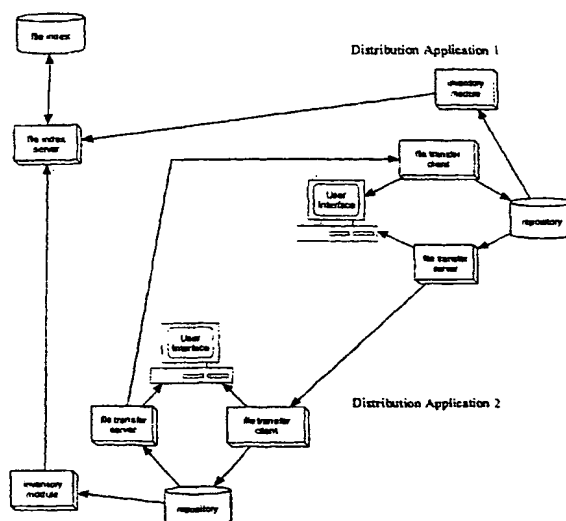 file index
Distribution Application 1
inventory
module
file index
server
file transfer
client
User
Interface
repository
file transfer
server
User
Interface
Distribution Application 2
file transfer
server
file transfer
client
inventory
module
repository